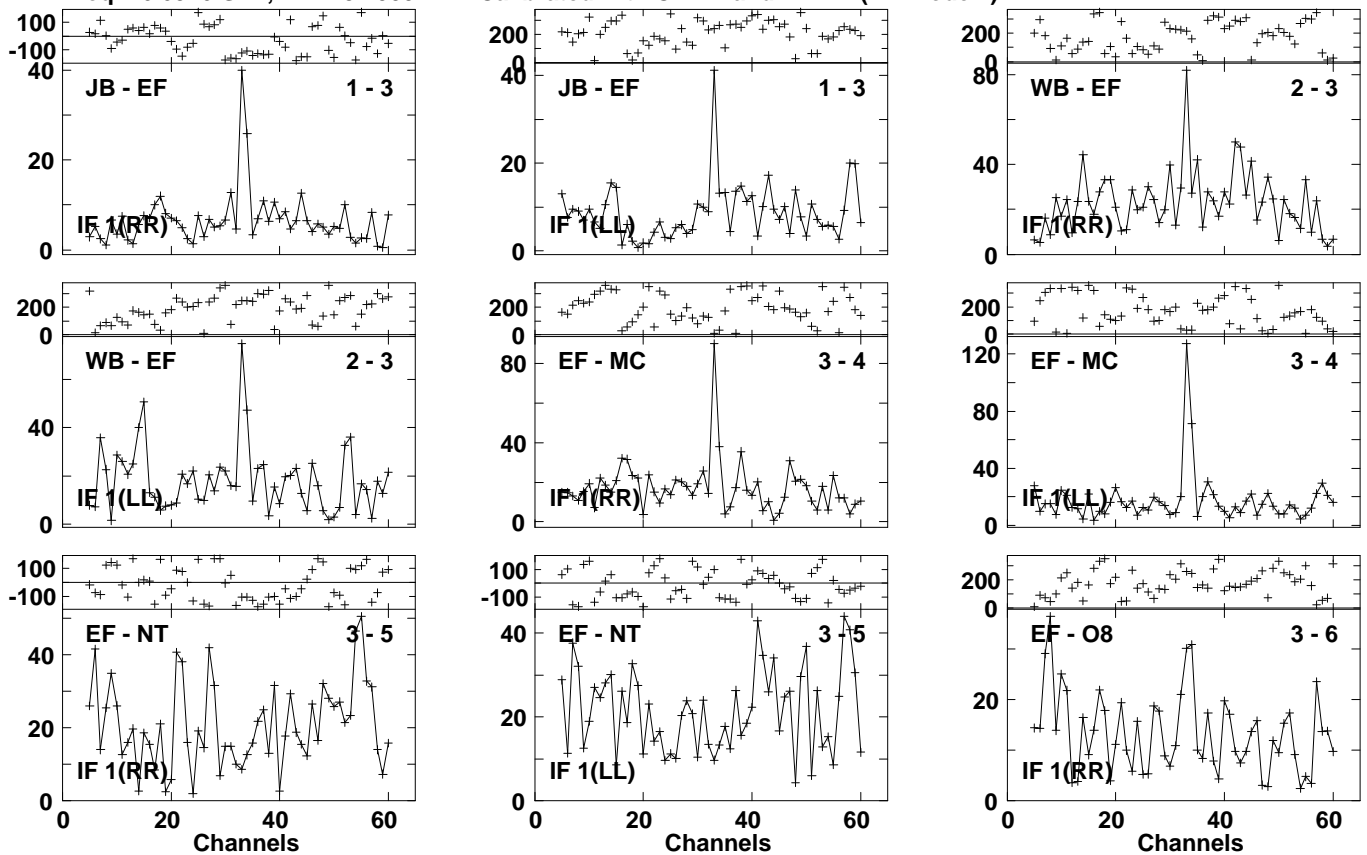 100
-100
200
0
200
0
40
20
0
JB - EF 1 - 3
IF 1(RR)
40
20
0
JB - EF 1 - 3
IF 1(LL)
80
40
0
WB - EF 2 - 3
IF 1(RR)
200
0
200
0
200
0
40
0
WB - EF 2 - 3
IF 1(LL)
80
40
0
EF - MC 3 - 4
IF 1(RR)
120
80
40
0
EF - MC 3 - 4
IF 1(LL)
100
-100
100
-100
200
0
40
20
0
EF - NT 3 - 5
IF 1(RR)
40
20
0
EF - NT 3 - 5
IF 1(LL)
20
0
EF - O8 3 - 6
IF 1(RR)
0 20 40 60
0 20 40 60
0 20 40 60
Channels Channels Channels